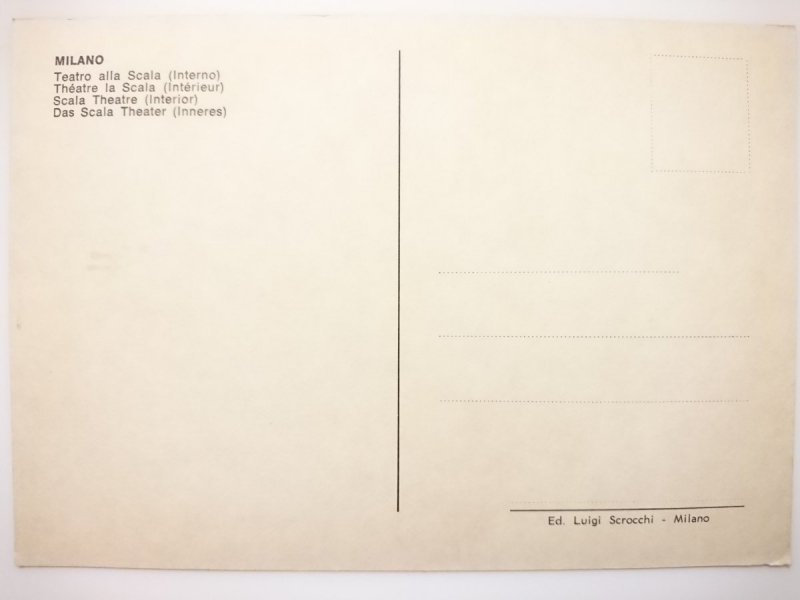 MILANO
Teatro alla Scala (Interno)
Théatre la Scala (Intérieur)
Scala Theatre (Interior)
Das Scala Theater (Inneres)
Ed. Luigi Scrocchi - Milano